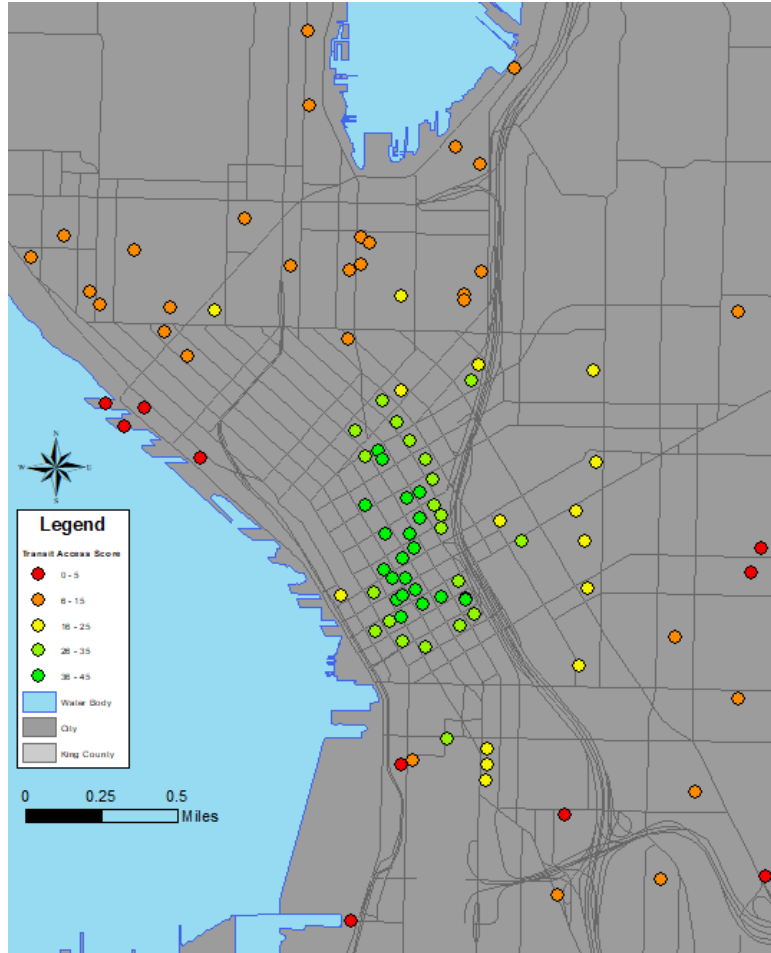 N
W E
S
Legend
Transit Access Score
0 - 5
6 - 15
16 - 25
26 - 35
36 - 45
Water Body
City
King County
0 0.25 0.5
Miles